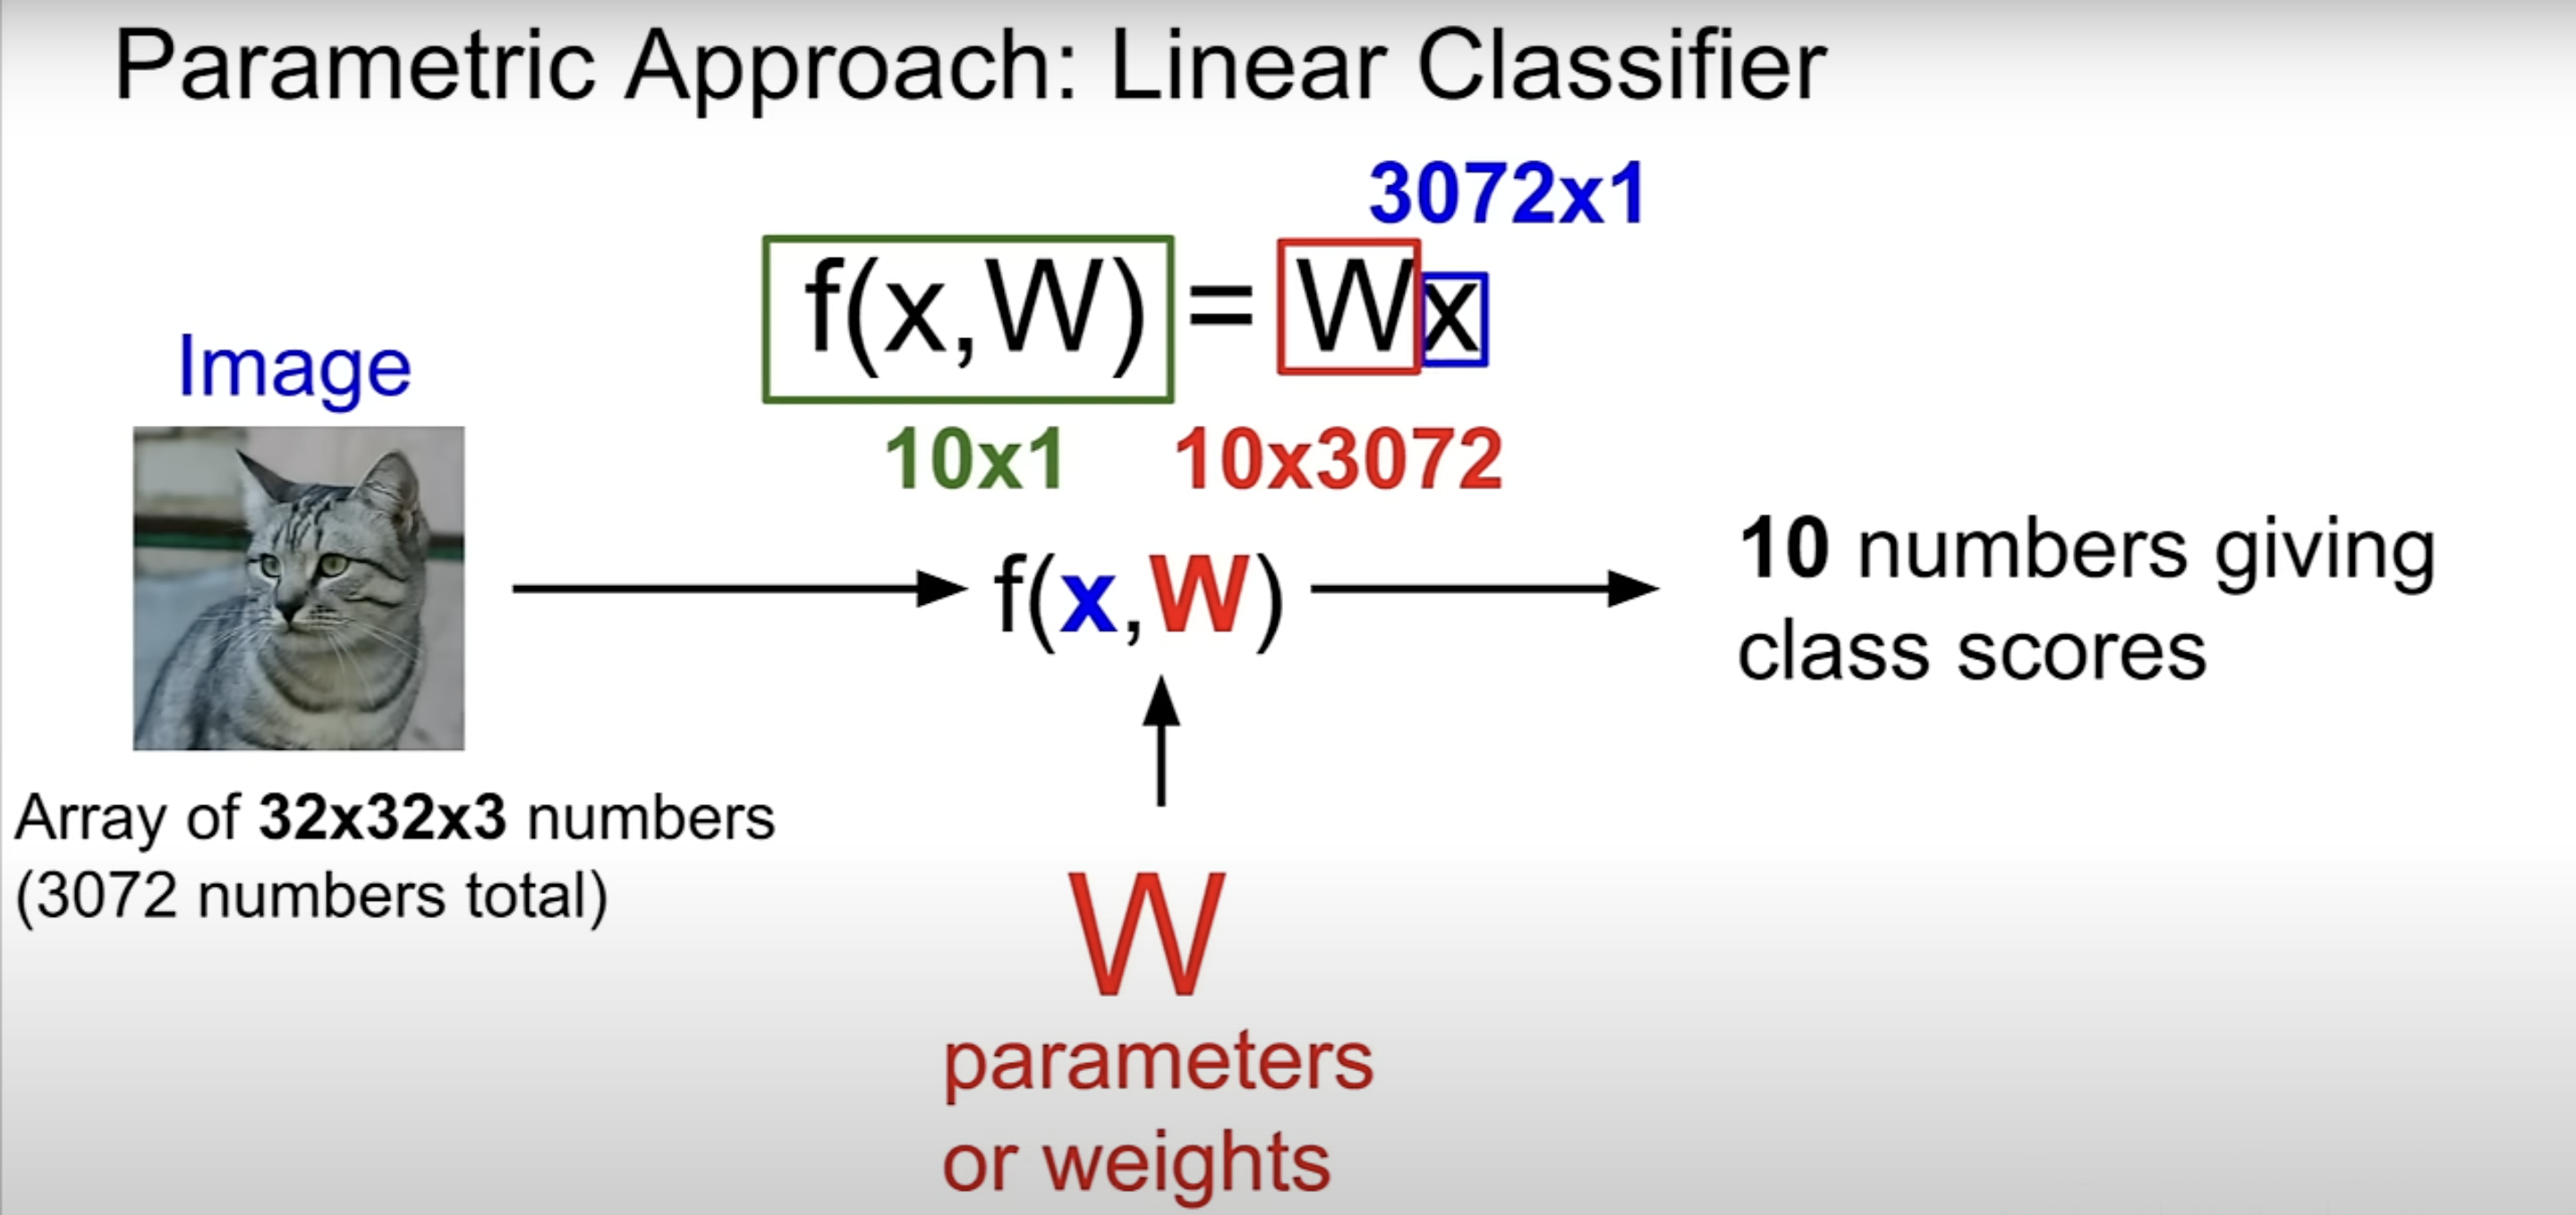 Parametric Approach: Linear Classifier
3072x1
f(x,W) = Wx
10x1 10x3072
Image
f(x,W)
10 numbers giving
class scores
Array of 32x32x3 numbers
(3072 numbers total)
W
parameters
or weights